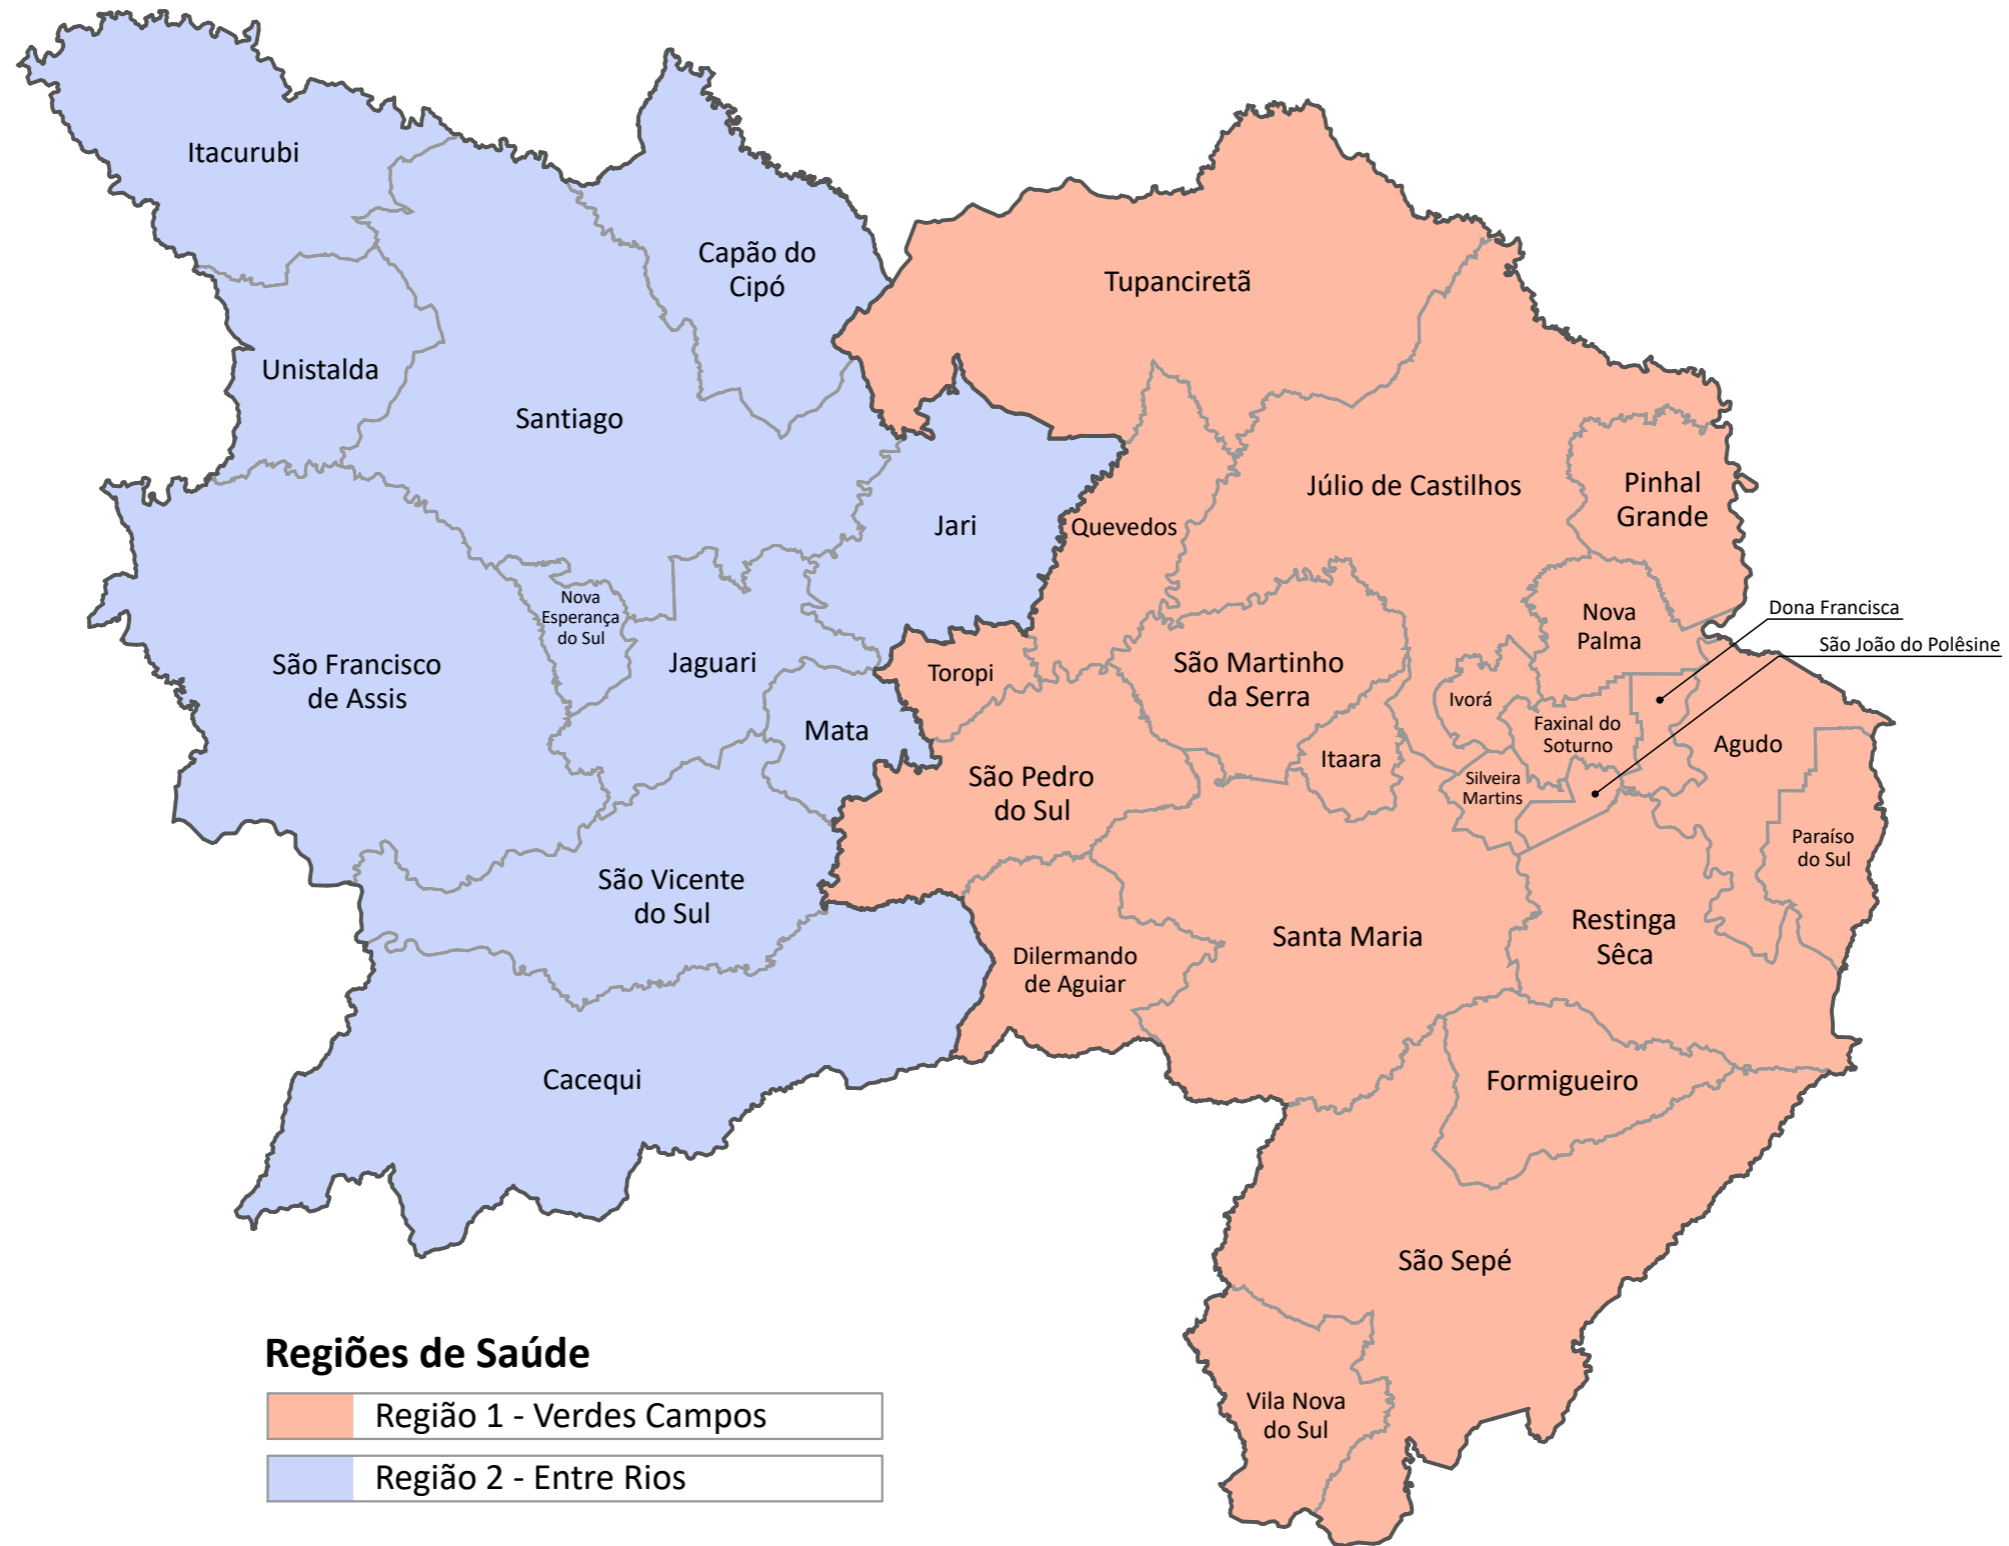 Itacurubi
Capão do
Cipó
Tupanciretã
Unistalda
Santiago
Júlio de Castilhos
Pinhal
Grande
Jari
Quevedos
Nova
Esperança
do Sul
Nova
Palma
Dona Francisca
São João do Polêsine
São Francisco
de Assis
Jaguari
Toropi
São Martinho
da Serra
Ivorá
Faxinal do
Soturno
Agudo
Mata
Itaara
São Pedro
do Sul
Silveira
Martins
Paraíso
do Sul
São Vicente
do Sul
Dilermando
de Aguiar
Santa Maria
Restinga
Sêca
Cacequi
Formigueiro
São Sepé
Vila Nova
do Sul
Regiões de Saúde
Região 1 - Verdes Campos
Região 2 - Entre Rios